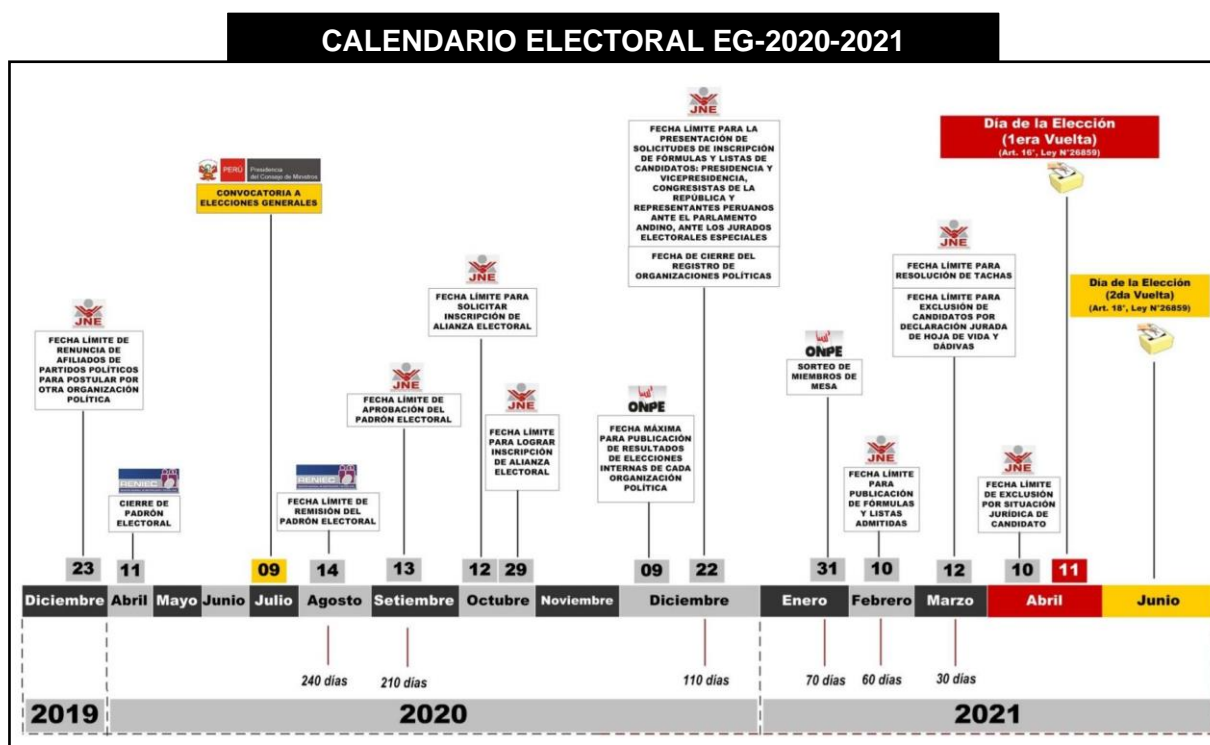 CALENDARIO ELECTORAL EG-2020-2021
JNE
FECHA LÍMITE DE
RENUNCIA DE
AFILIADOS DE
PARTIDOS POLÍTICOS
PARA POSTULAR POR
OTRA ORGANIZACIÓN
POLÍTICA
RENIEC
CIERRE DE
PADRÓN
ELECTORAL
PERÚ
Presidencia
del Consejo de Ministros
CONVOCATORIA A
ELECCIONES GENERALES
RENIEC
FECHA LÍMITE DE
REMISIÓN DEL
PADRÓN ELECTORAL
JNE
FECHA LÍMITE DE
APROBACIÓN DEL
PADRÓN ELECTORAL
JNE
FECHA LÍMITE PARA
SOLICITAR
INSCRIPCIÓN DE
ALIANZA ELECTORAL
JNE
FECHA LÍMITE
PARA LOGRAR
INSCRIPCIÓN
DE ALIANZA
ELECTORAL
ONPE
FECHA MÁXIMA
PARA PUBLICACIÓN
DE RESULTADOS
DE ELECCIONES
INTERNAS DE CADA
ORGANIZACIÓN
POLÍTICA
JNE
FECHA LÍMITE PARA LA
PRESENTACIÓN DE
SOLICITUDES DE INSCRIPCIÓN
DE FÓRMULAS Y LISTAS DE
CANDIDATOS: PRESIDENCIA Y
VICEPRESIDENCIA,
CONGRESISTAS DE LA
REPÚBLICA Y
REPRESENTANTES PERUANOS
ANTE EL PARLAMENTO
ANDINO, ANTE LOS JURADOS
ELECTORALES ESPECIALES
FECHA DE CIERRE DEL
REGISTRO DE
ORGANIZACIONES POLÍTICAS
ONPE
SORTEO DE
MIEMBROS DE
MESA
JNE
FECHA LÍMITE
PARA
PUBLICACIÓN
DE FÓRMULAS
Y LISTAS
ADMITIDAS
JNE
FECHA LÍMITE PARA
RESOLUCIÓN DE TACHAS
FECHA LÍMITE PARA
EXCLUSIÓN DE
CANDIDATOS POR
DECLARACIÓN JURADA
DE HOJA DE VIDA Y
DÁDIVAS
JNE
FECHA LÍMITE
DE EXCLUSIÓN
POR SITUACIÓN
JURÍDICA DE
CANDIDATO
Día de la Elección
(1era Vuelta)
(Art. 16°, Ley N°26859)
Día de la Elección
(2da Vuelta)
(Art. 18°, Ley N°26859)
23 11 09 14 13 12 29 09 22 31 10 12 10 11
Diciembre Abril Mayo Junio Julio Agosto Setiembre Octubre Noviembre Diciembre Enero Febrero Marzo Abril Junio
240 días 210 días 110 días 70 días 60 días 30 días
2019 2020 2021